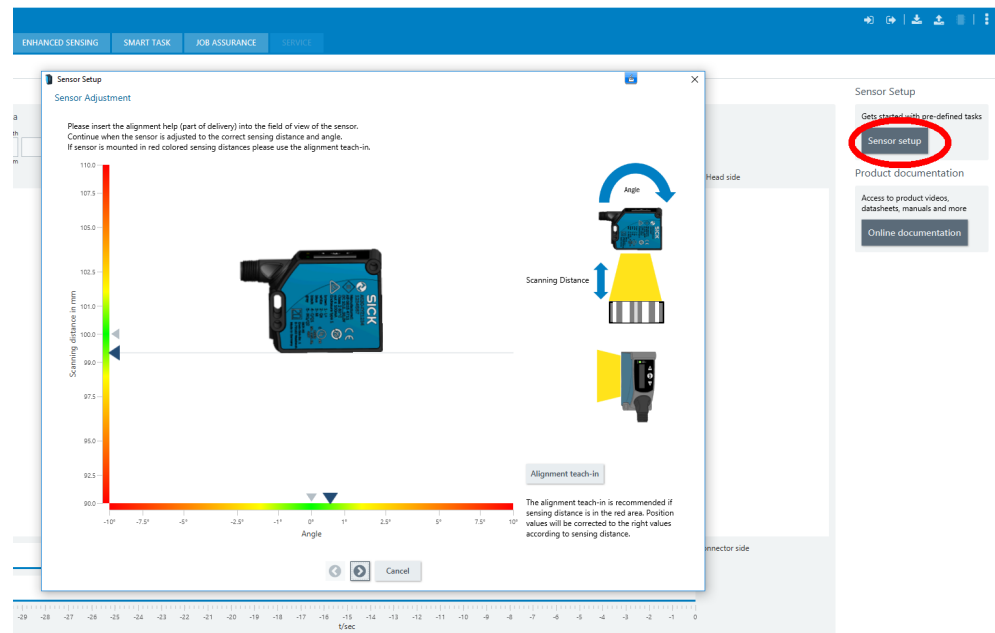 ENHANCED SENSING
SMART TASK
JOB ASSURANCE
SERVICE
Sensor Setup
Sensor Adjustment
Please insert the alignment help (part of delivery) into the field of view of the sensor.
Continue when the sensor is adjusted to the correct sensing distance and angle.
If sensor is mounted in red colored sensing distances please use the alignment teach-in.
a
th
m
110.0
107.5
105.0
102.5
101.0
100.0
99.0
97.5
95.0
92.5
90.0
Scanning distance in mm
SICK
-10°
-7.5°
-5°
-2.5°
-1°
0°
1°
2.5°
5°
7.5°
10°
Angle
Angle
SICK
Scanning Distance
Alignment teach-in
The alignment teach-in is recommended if
sensing distance is in the red area. Position
values will be corrected to the right values
according to sensing distance.
Cancel
Head side
nnector side
Sensor Setup
Gets started with pre-defined tasks
Sensor setup
Product documentation
Access to product videos,
datasheets, manuals and more
Online documentation
-29 -28 -27 -26 -25 -24 -23 -22 -21 -20 -19 -18 -17 -16 -15 -14 -13 -12 -11 -10 -9 -8 -7 -6 -5 -4 -3 -2 -1 0
t/sec